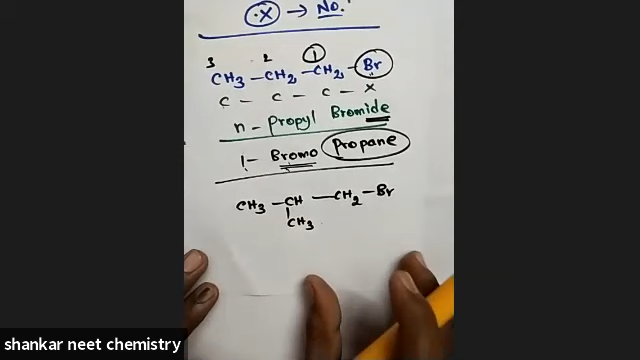 ·X → No.
3 2 1
CH3 – CH2 – CH2 – Br
C – C – C – X
n – Propyl Bromide
1 – Bromo Propane
CH3 – CH – CH2 – Br
CH3
shankar neet chemistry